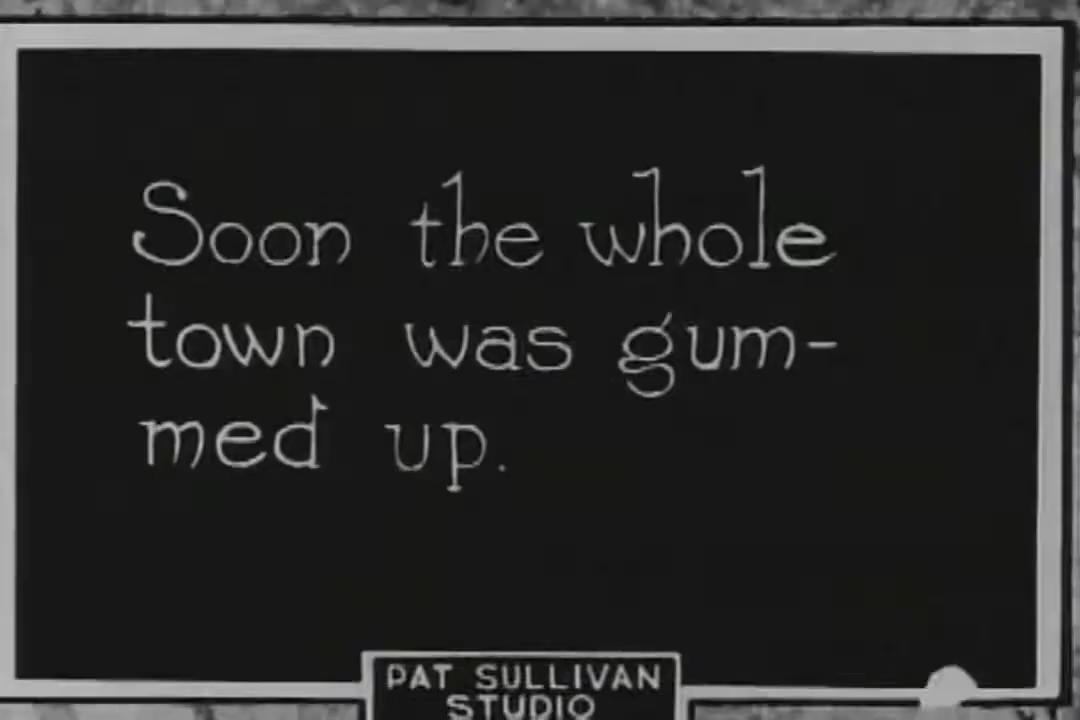 Soon the whole
town was gum-
med up.
PAT SULLIVAN
STUDIO